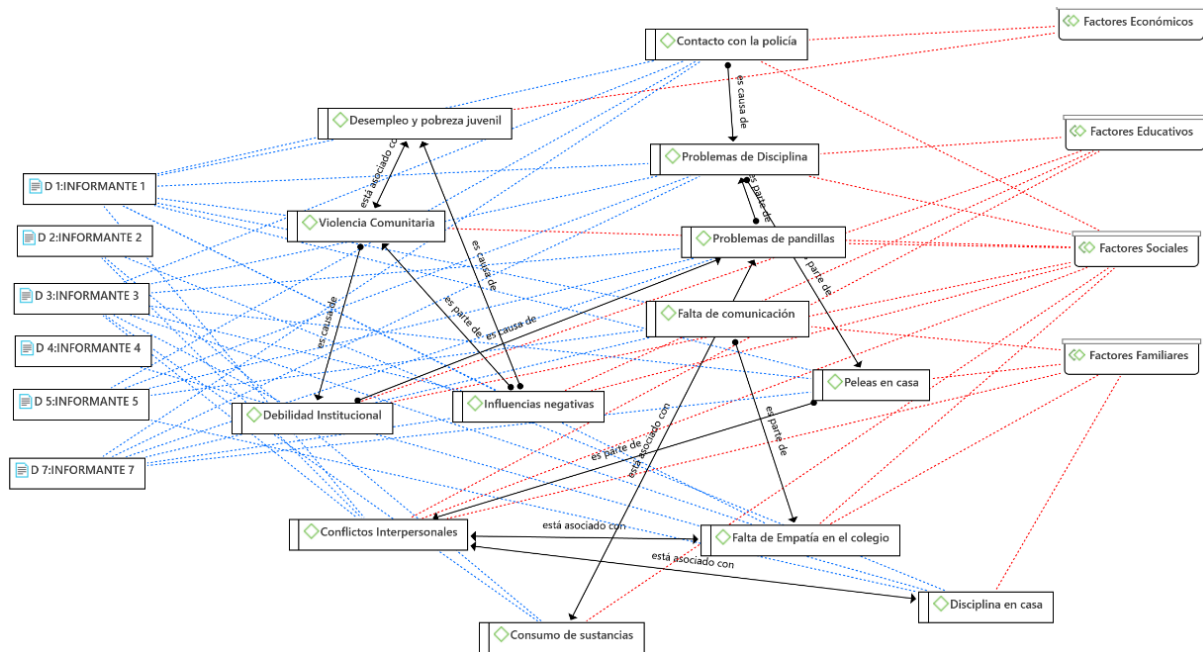 Factores Económicos
Contacto con la policía
es causa de
Desempleo y pobreza juvenil
Factores Educativos
está asociado con
Problemas de Disciplina
D 1:INFORMANTE 1
es parte de
Violencia Comunitaria
D 2:INFORMANTE 2
Problemas de pandillas
Factores Sociales
es causa de
es parte de
D 3:INFORMANTE 3
es causa de
es parte de
es causa de
Falta de comunicación
D 4:INFORMANTE 4
Factores Familiares
Peleas en casa
D 5:INFORMANTE 5
Debilidad Institucional
Influencias negativas
es parte de
es parte de
está asociado con
D 7:INFORMANTE 7
Conflictos Interpersonales
está asociado con
Falta de Empatía en el colegio
está asociado con
Disciplina en casa
Consumo de sustancias